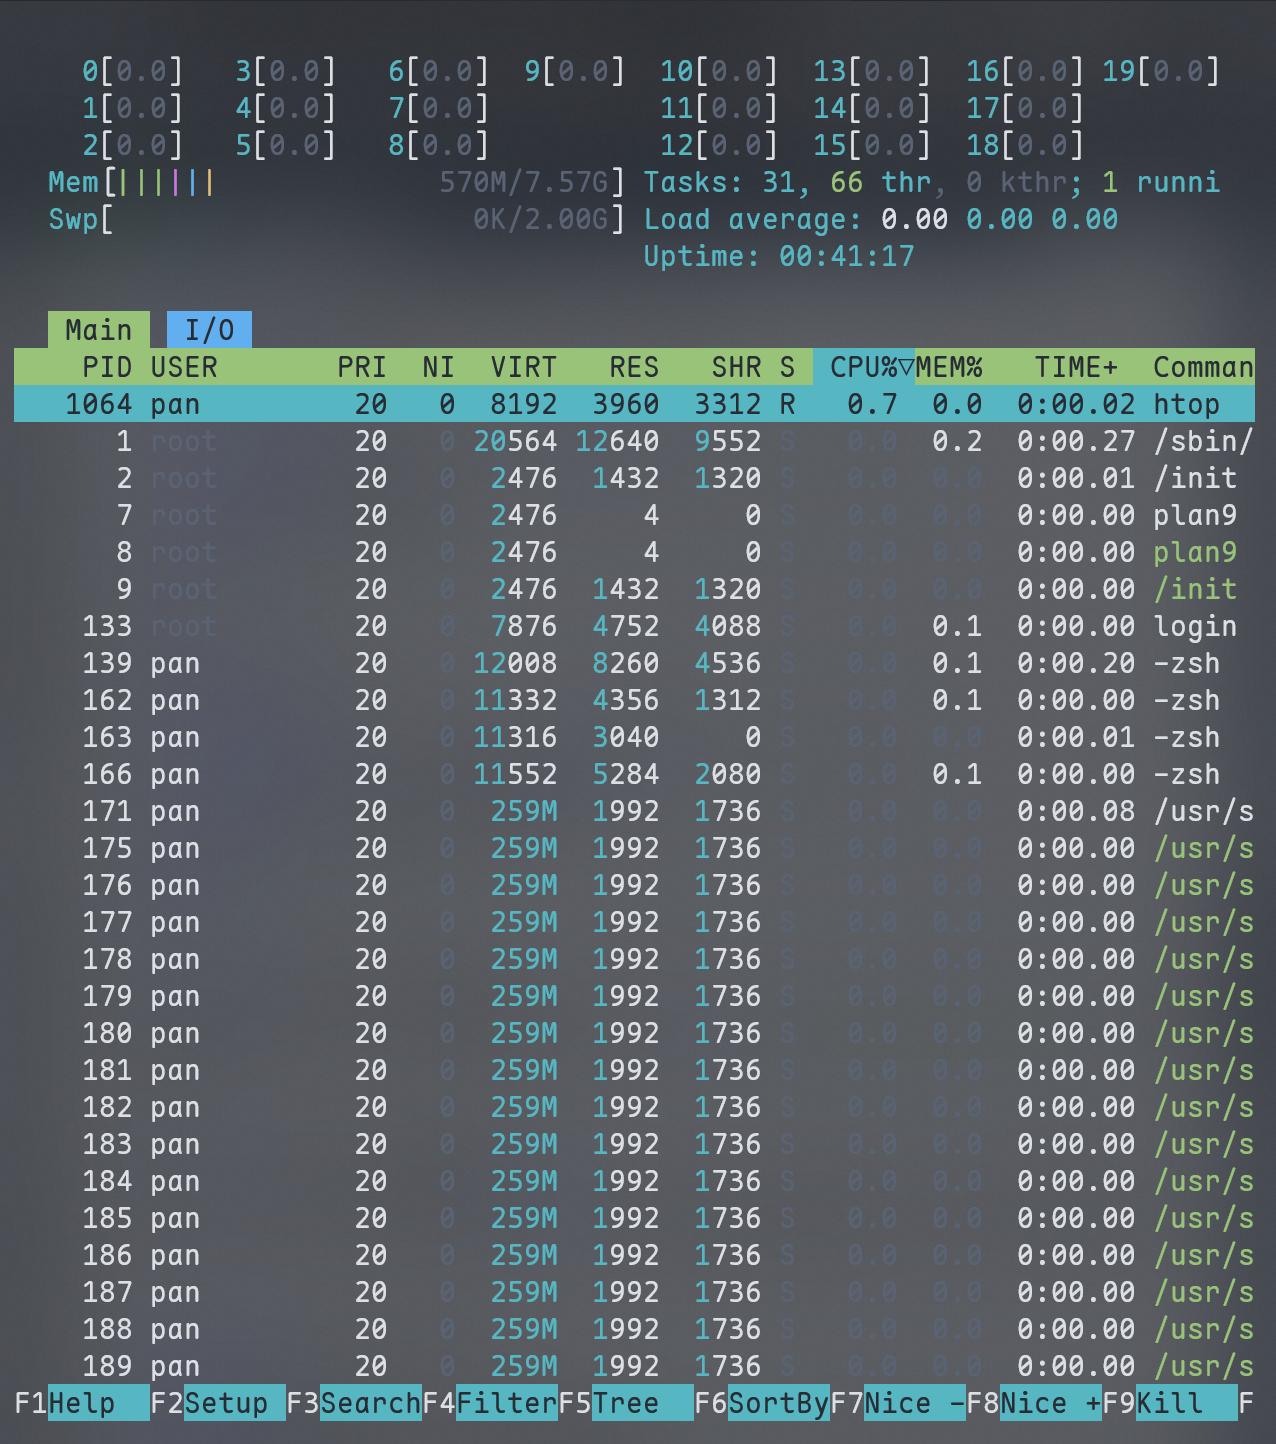 0[0.0] 3[0.0] 6[0.0] 9[0.0] 10[0.0] 13[0.0] 16[0.0] 19[0.0]
1[0.0] 4[0.0] 7[0.0] 11[0.0] 14[0.0] 17[0.0]
2[0.0] 5[0.0] 8[0.0] 12[0.0] 15[0.0] 18[0.0]
Mem[|||||| 570M/7.57G] Tasks: 31, 66 thr, 0 kthr; 1 runni
Swp[ 0K/2.00G] Load average: 0.00 0.00 0.00
Uptime: 00:41:17
Main I/O
PID USER PRI NI VIRT RES SHR S CPU%▽MEM% TIME+ Comman
1064 pan 20 0 8192 3960 3312 R 0.7 0.0 0:00.02 htop
1 root 20 0 20564 12640 9552 S 0.0 0.2 0:00.27 /sbin/
2 root 20 0 2476 1432 1320 S 0.0 0.0 0:00.01 /init
7 root 20 0 2476 4 0 S 0.0 0.0 0:00.00 plan9
8 root 20 0 2476 4 0 S 0.0 0.0 0:00.00 plan9
9 root 20 0 2476 1432 1320 S 0.0 0.0 0:00.00 /init
133 root 20 0 7876 4752 4088 S 0.0 0.1 0:00.00 login
139 pan 20 0 12008 8260 4536 S 0.0 0.1 0:00.20 -zsh
162 pan 20 0 11332 4356 1312 S 0.0 0.1 0:00.00 -zsh
163 pan 20 0 11316 3040 0 S 0.0 0.0 0:00.01 -zsh
166 pan 20 0 11552 5284 2080 S 0.0 0.1 0:00.00 -zsh
171 pan 20 0 259M 1992 1736 S 0.0 0.0 0:00.08 /usr/s
175 pan 20 0 259M 1992 1736 S 0.0 0.0 0:00.00 /usr/s
176 pan 20 0 259M 1992 1736 S 0.0 0.0 0:00.00 /usr/s
177 pan 20 0 259M 1992 1736 S 0.0 0.0 0:00.00 /usr/s
178 pan 20 0 259M 1992 1736 S 0.0 0.0 0:00.00 /usr/s
179 pan 20 0 259M 1992 1736 S 0.0 0.0 0:00.00 /usr/s
180 pan 20 0 259M 1992 1736 S 0.0 0.0 0:00.00 /usr/s
181 pan 20 0 259M 1992 1736 S 0.0 0.0 0:00.00 /usr/s
182 pan 20 0 259M 1992 1736 S 0.0 0.0 0:00.00 /usr/s
183 pan 20 0 259M 1992 1736 S 0.0 0.0 0:00.00 /usr/s
184 pan 20 0 259M 1992 1736 S 0.0 0.0 0:00.00 /usr/s
185 pan 20 0 259M 1992 1736 S 0.0 0.0 0:00.00 /usr/s
186 pan 20 0 259M 1992 1736 S 0.0 0.0 0:00.00 /usr/s
187 pan 20 0 259M 1992 1736 S 0.0 0.0 0:00.00 /usr/s
188 pan 20 0 259M 1992 1736 S 0.0 0.0 0:00.00 /usr/s
189 pan 20 0 259M 1992 1736 S 0.0 0.0 0:00.00 /usr/s
F1Help F2Setup F3SearchF4FilterF5Tree F6SortByF7Nice -F8Nice +F9Kill F